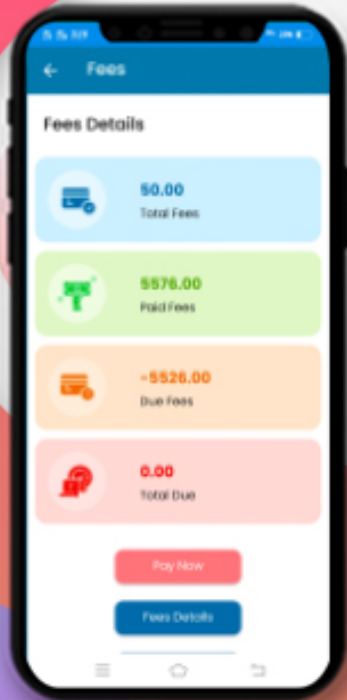 Fees
Fees Details
50.00
Total Fees
5576.00
Paid Fees
-5526.00
Due Fees
0.00
Total Due
Pay Now
Fees Details